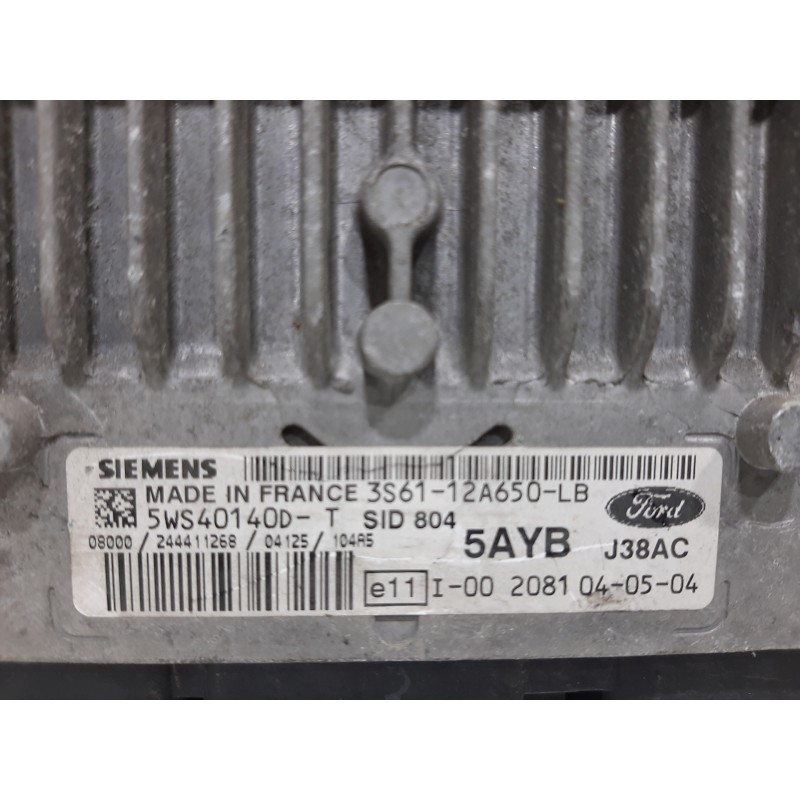 SIEMENS
MADE IN FRANCE 3S61-12A650-LB
5WS40140D-T SID 804
Ford
08000 / 244411268 / 04125 / 104A5
5AYB J38AC
e11 I-00 2081 04-05-04